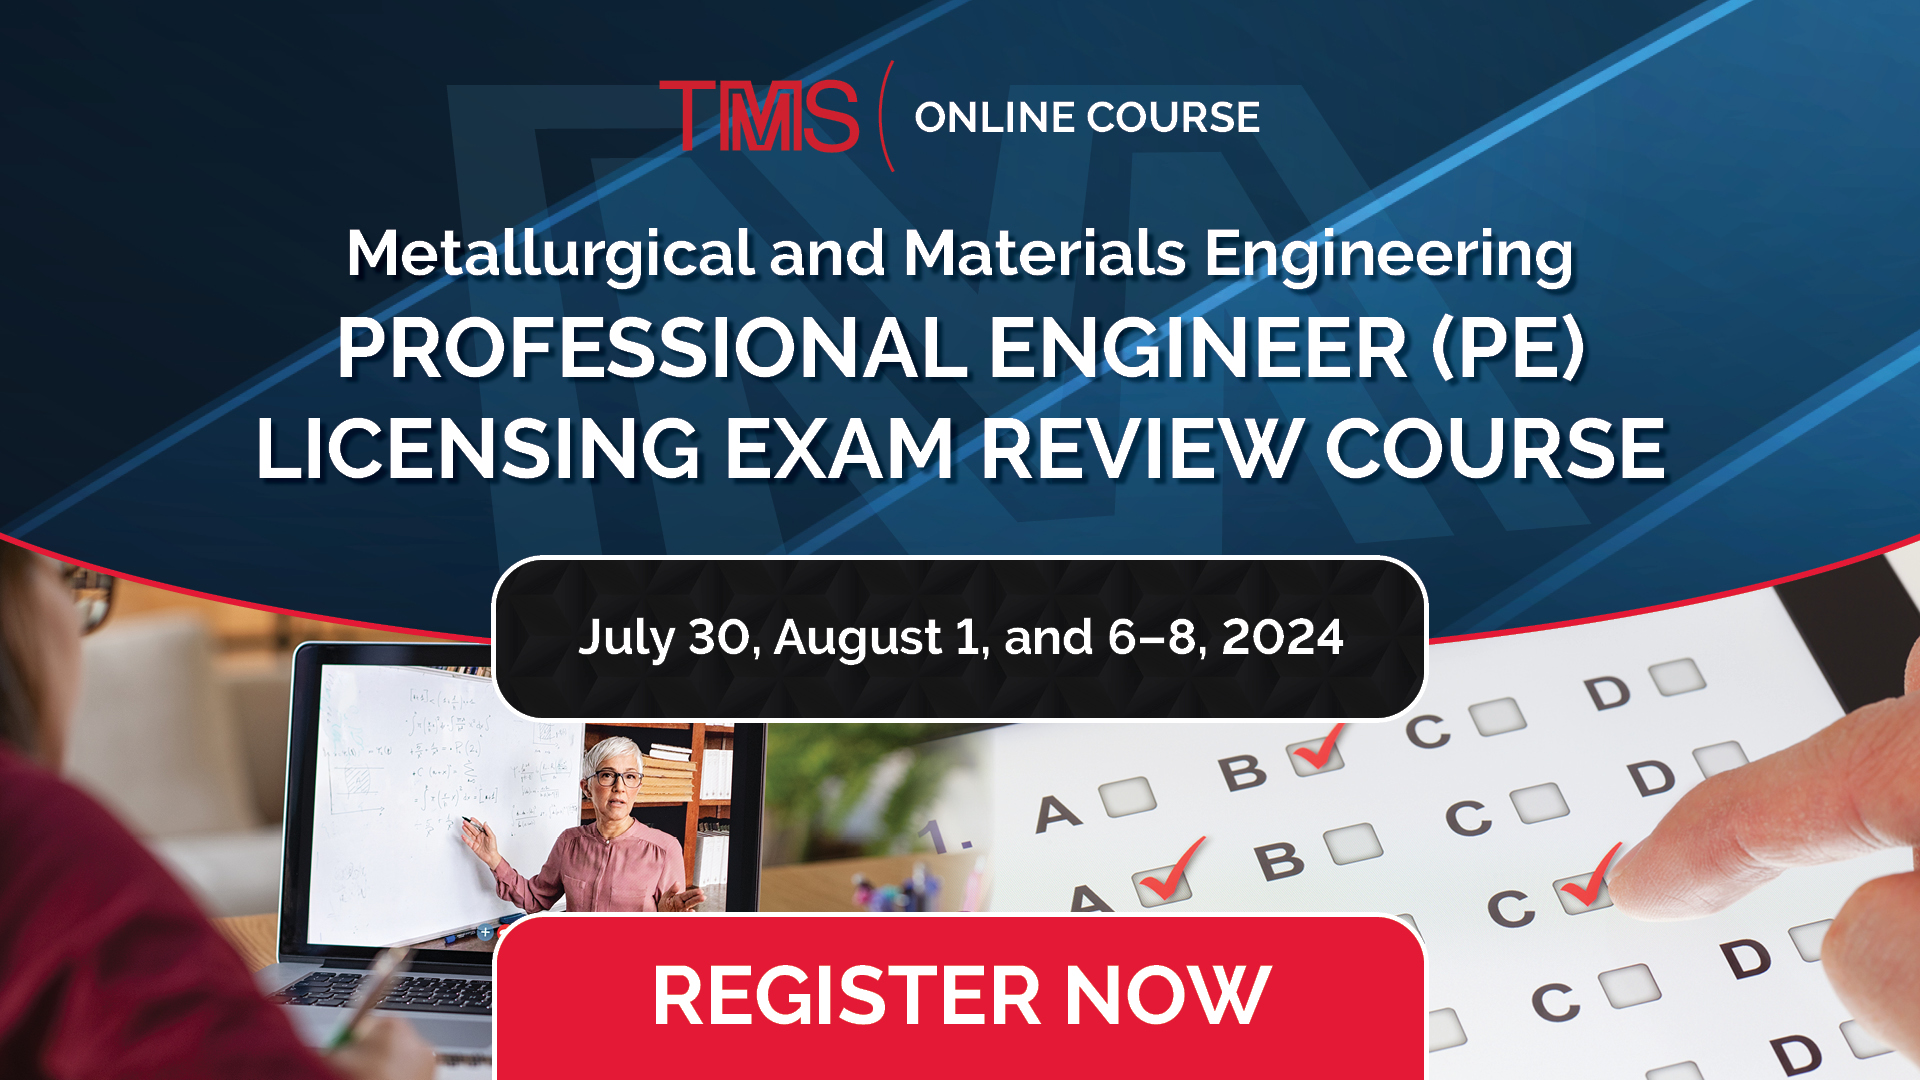 TMS ONLINE COURSE
Metallurgical and Materials Engineering
PROFESSIONAL ENGINEER (PE)
LICENSING EXAM REVIEW COURSE
July 30, August 1, and 6–8, 2024
1. A B C D
A B C D
C D
D
REGISTER NOW